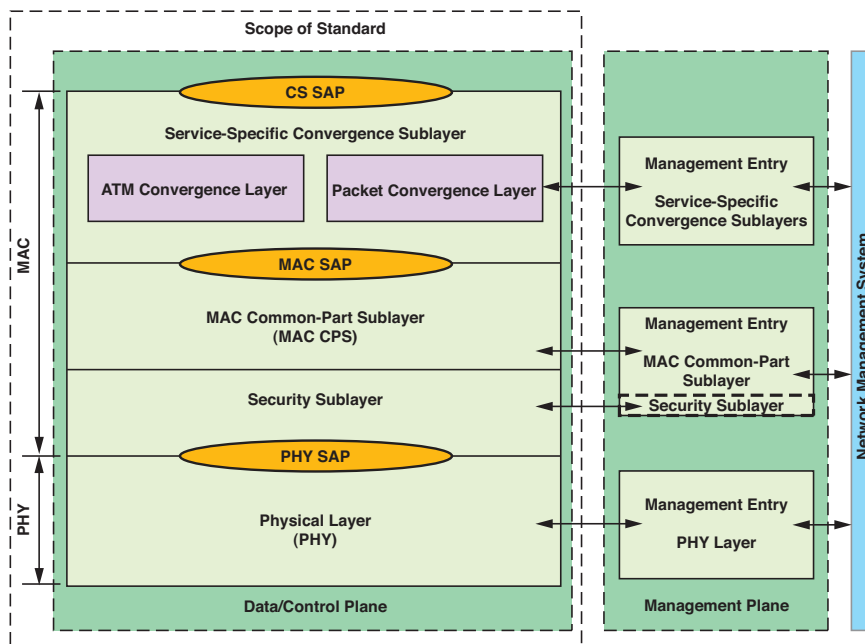 Scope of Standard
CS SAP
Service-Specific Convergence Sublayer
ATM Convergence Layer
Packet Convergence Layer
MAC SAP
MAC Common-Part Sublayer
(MAC CPS)
Security Sublayer
PHY SAP
Physical Layer
(PHY)
Data/Control Plane
MAC
PHY
Management Entry
Service-Specific
Convergence Sublayers
Management Entry
MAC Common-Part
Sublayer
Security Sublayer
Management Entry
PHY Layer
Management Plane
Network Management System